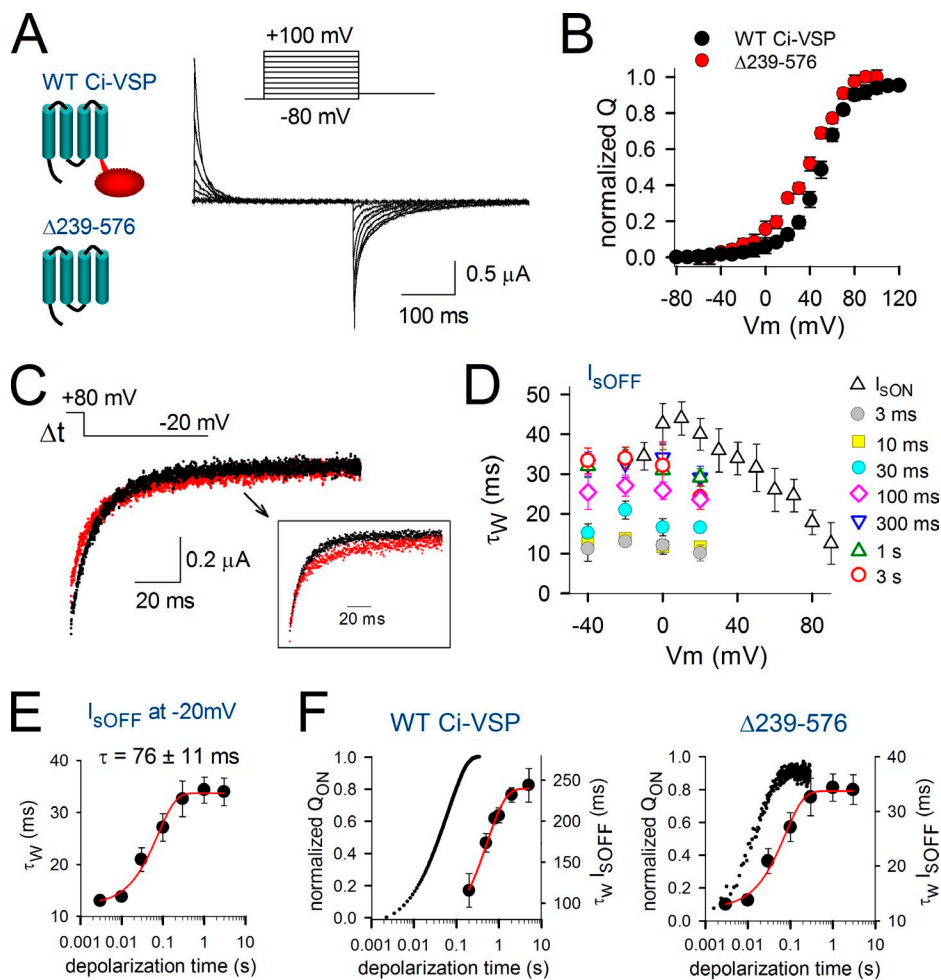 A
WT Ci-VSP
Δ239-576
+100 mV
-80 mV
0.5 μA
100 ms
B
WT Ci-VSP
Δ239-576
normalized Q
1.0
0.8
0.6
0.4
0.2
0.0
-80 -40 0 40 80 120
Vm (mV)
C
+80 mV
Δt
-20 mV
0.2 μA
20 ms
20 ms
D
IsOFF
τW (ms)
50
40
30
20
10
0
-40 0 40 80
Vm (mV)
IsON
3 ms
10 ms
30 ms
100 ms
300 ms
1 s
3 s
E
IsOFF at -20mV
τ = 76 ± 11 ms
τW (ms)
40
30
20
10
0.001 0.01 0.1 1 10
depolarization time (s)
F
WT Ci-VSP
normalized QON
1.0
0.8
0.6
0.4
0.2
0.0
250
200
150
100
τW IsOFF (ms)
0.001 0.01 0.1 1 10
depolarization time (s)
Δ239-576
normalized QON
1.0
0.8
0.6
0.4
0.2
0.0
40
30
20
10
τW IsOFF (ms)
0.001 0.01 0.1 1 10
depolarization time (s)